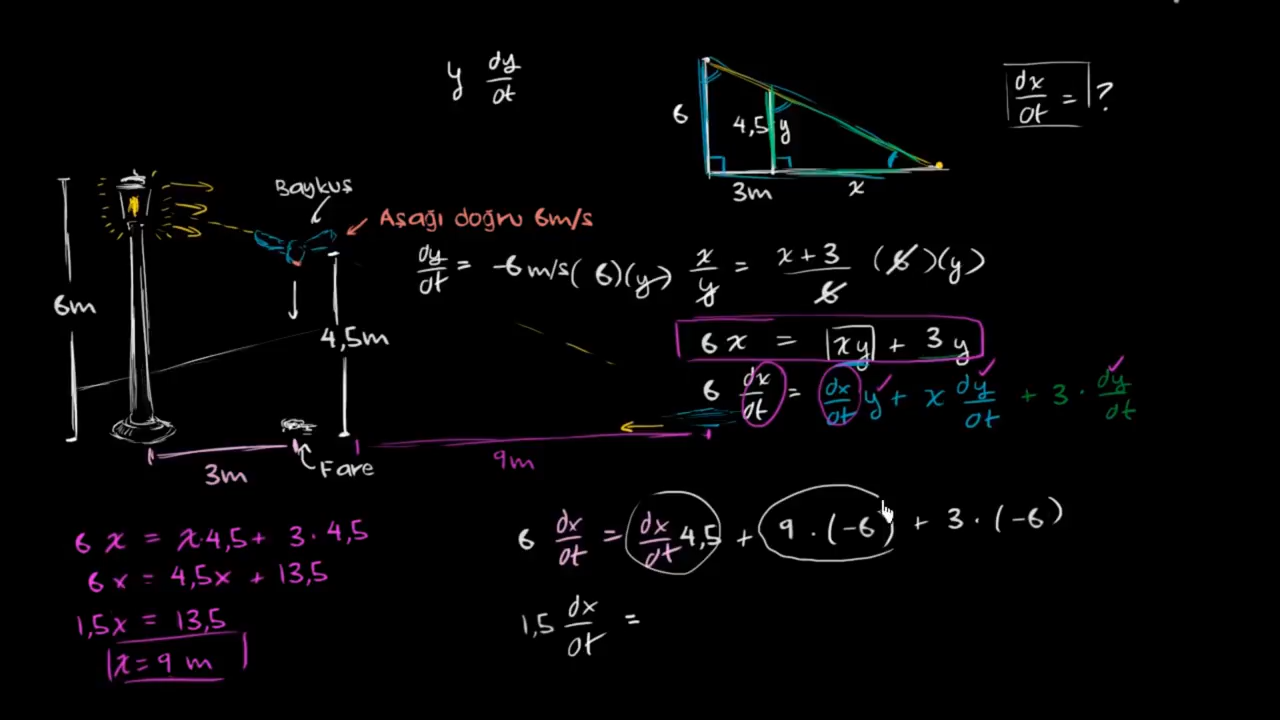 y dy/dt
dx/dt = ?
6
4,5 y
3m
x
Baykuş
Aşağı doğru 6m/s
6m
4,5m
3m
Fare
9m
dy/dt = -6m/s
(6)(y) x/y = x+3/6 (6)(y)
6x = xy + 3y
6 dx/dt = dx/dt y + x dy/dt + 3 · dy/dt
6x = x·4,5 + 3·4,5
6x = 4,5x + 13,5
1,5x = 13,5
x = 9 m
6 dx/dt = dx/dt 4,5 + 9·(-6) + 3·(-6)
1,5 dx/dt =